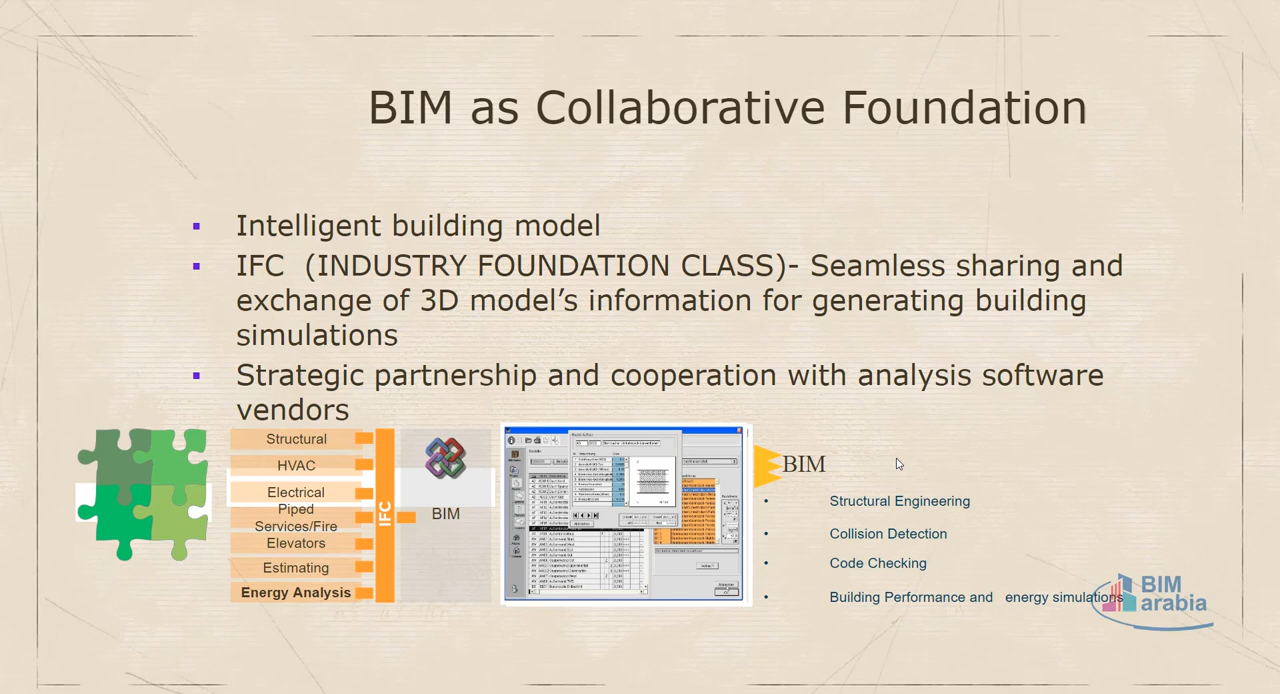 BIM as Collaborative Foundation
Intelligent building model
IFC (INDUSTRY FOUNDATION CLASS)- Seamless sharing and
exchange of 3D model’s information for generating building
simulations
Strategic partnership and cooperation with analysis software
vendors
Structural
HVAC
Electrical
Piped
Services/Fire
Elevators
Estimating
Energy Analysis
IFC
BIM
BIM
Structural Engineering
Collision Detection
Code Checking
Building Performance and energy simulations
BIM
arabia